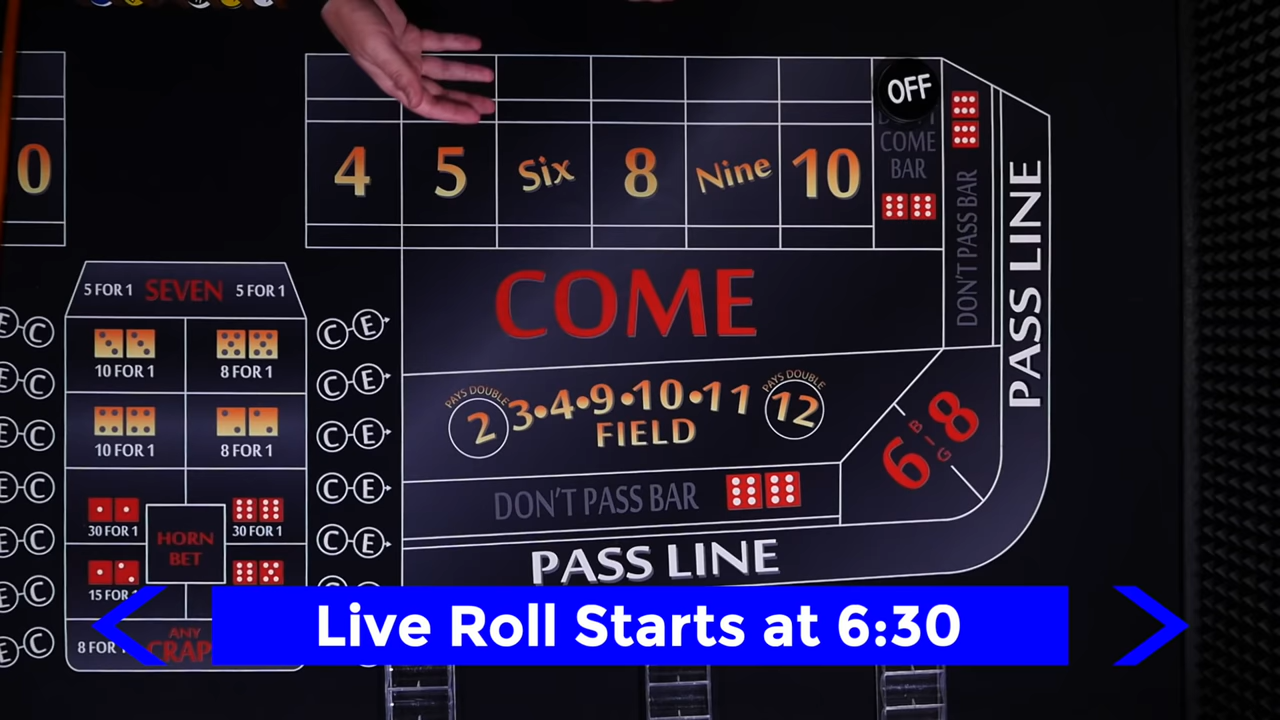 OFF
0
4 5 Six 8 Nine 10
COME
BAR
DON'T PASS BAR
PASS LINE
5 FOR 1 SEVEN 5 FOR 1
10 FOR 1 8 FOR 1
10 FOR 1 8 FOR 1
30 FOR 1 30 FOR 1
HORN
BET
15 FOR 1
ANY
8 FOR CRAP
E C
E C
E C
E C
E C
E C
E C
C E
C E
C E
C E
C E
COME
PAYS DOUBLE
2 3•4•9•10•11 12
PAYS DOUBLE
FIELD
6 BIG 8
DON'T PASS BAR
PASS LINE
Live Roll Starts at 6:30